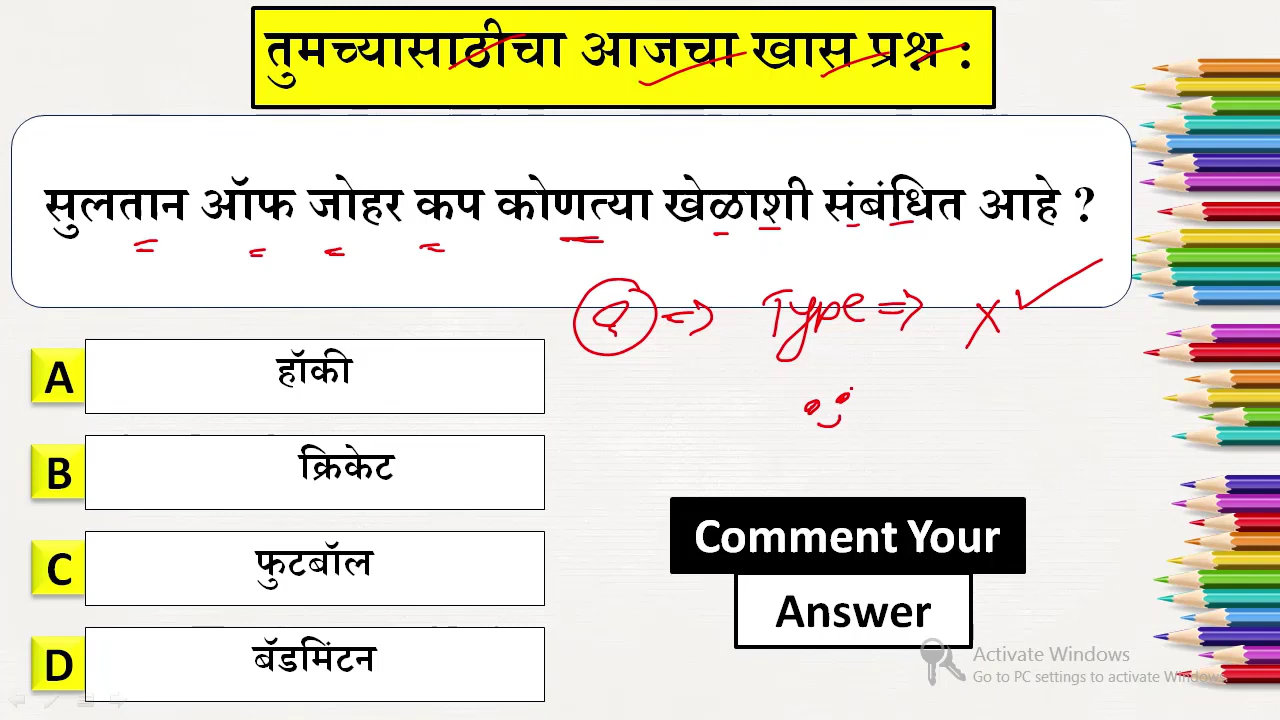 तुमच्यासाठीचा आजचा खास प्रश्न :
सुलतान ऑफ जोहर कप कोणत्या खेळाशी संबंधित आहे ?
Q => Type => X ✓
A हॉकी
B क्रिकेट
C फुटबॉल
D बॅडमिंटन
Comment Your
Answer
Activate Windows
Go to PC settings to activate Windows.